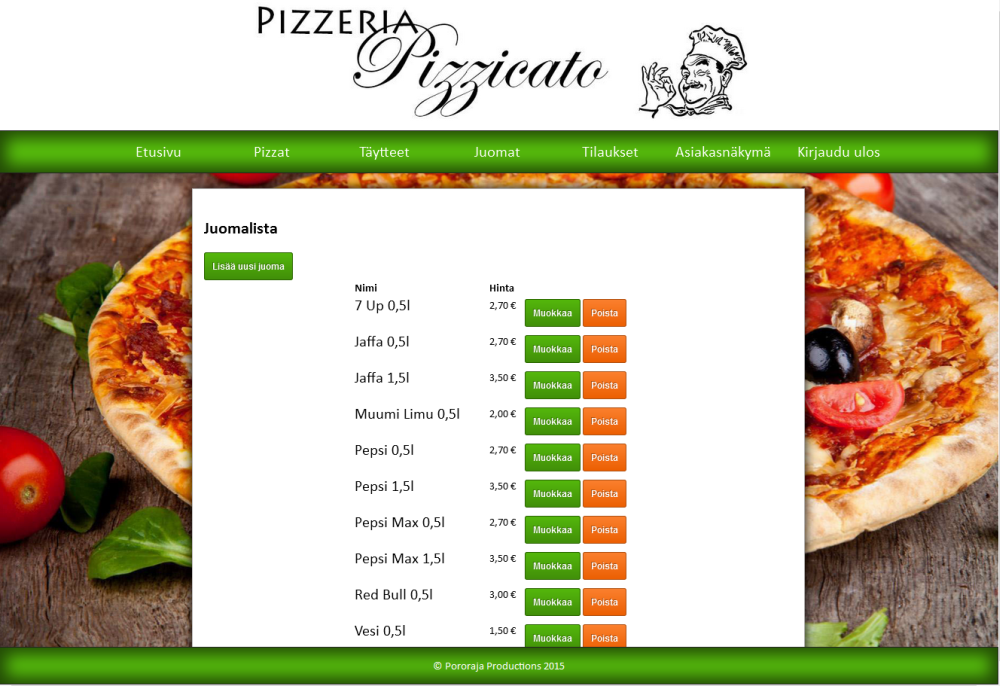 PIZZERIA
Pizzicato
Etusivu Pizzat Täytteet Juomat Tilaukset Asiakasnäkymä Kirjaudu ulos
Juomalista
Lisää uusi juoma
Nimi Hinta
7 Up 0,5l 2,70 € Muokkaa Poista
Jaffa 0,5l 2,70 € Muokkaa Poista
Jaffa 1,5l 3,50 € Muokkaa Poista
Muumi Limu 0,5l 2,00 € Muokkaa Poista
Pepsi 0,5l 2,70 € Muokkaa Poista
Pepsi 1,5l 3,50 € Muokkaa Poista
Pepsi Max 0,5l 2,70 € Muokkaa Poista
Pepsi Max 1,5l 3,50 € Muokkaa Poista
Red Bull 0,5l 3,00 € Muokkaa Poista
Vesi 0,5l 1,50 € Muokkaa Poista
© Pororaja Productions 2015